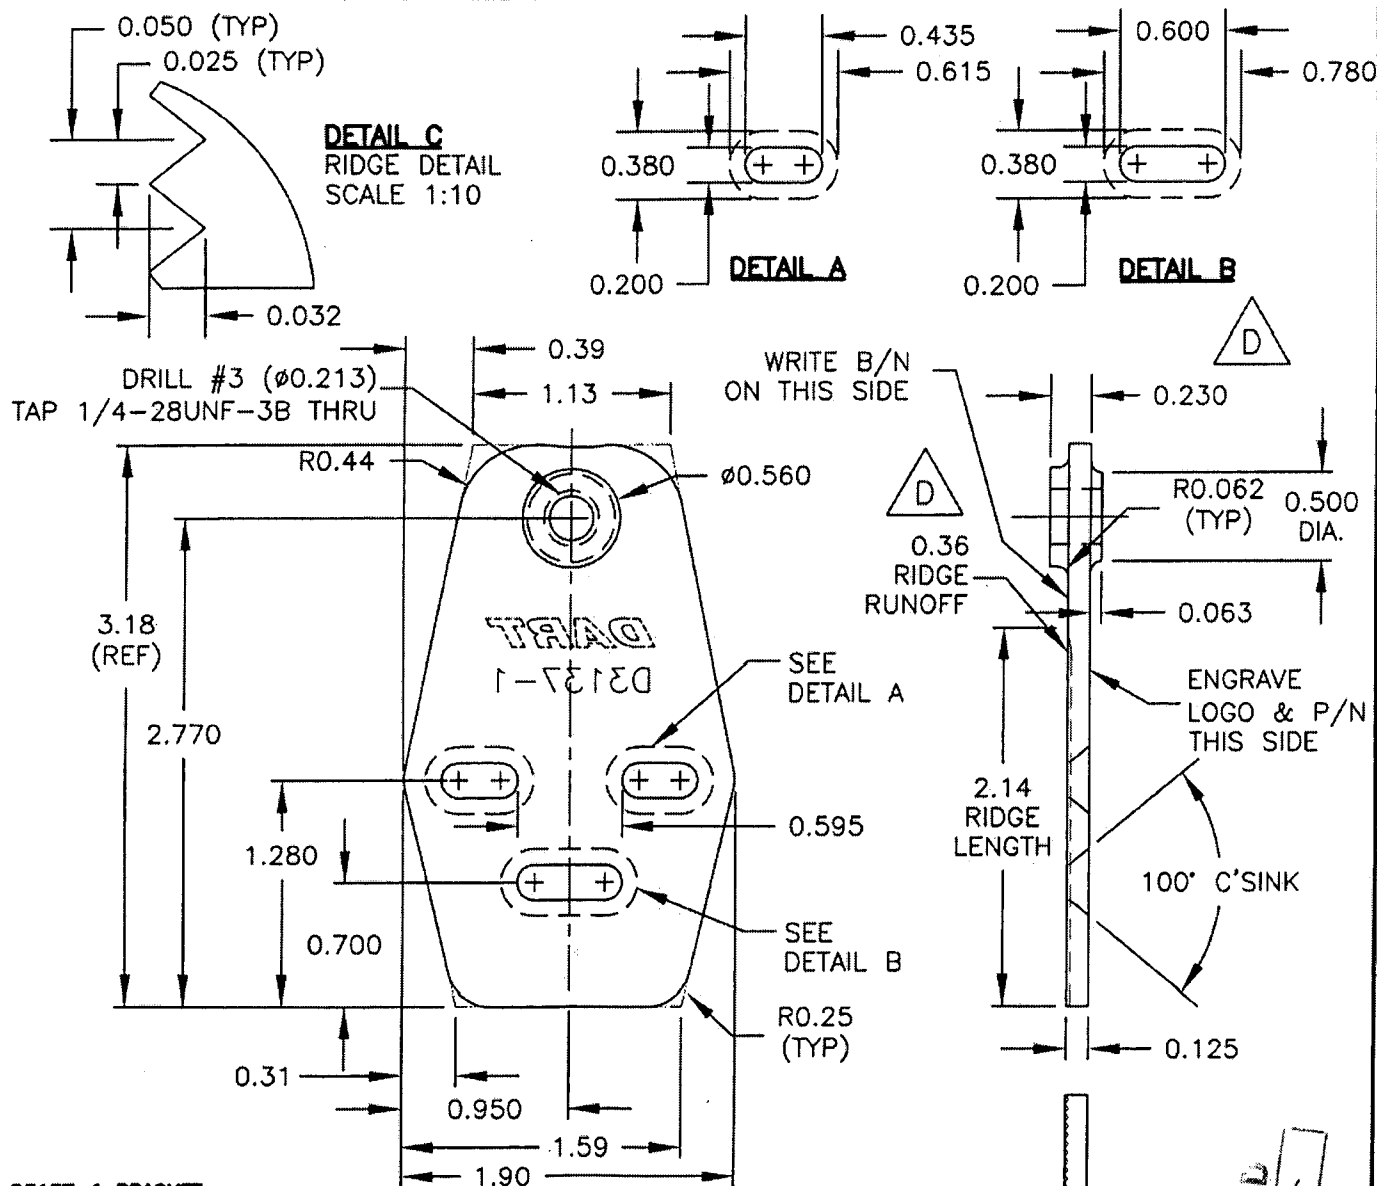 0.050 (TYP)
0.025 (TYP)
DETAIL C
RIDGE DETAIL
SCALE 1:10
0.032
0.435
0.615
0.380
0.200
DETAIL A
0.600
0.780
0.380
0.200
DETAIL B
D
0.39
1.13
DRILL #3 (ø0.213)
TAP 1/4-28UNF-3B THRU
R0.44
ø0.560
WRITE B/N
ON THIS SIDE
0.230
D
R0.062
(TYP)
0.500
DIA.
0.36
RIDGE
RUNOFF
0.063
3.18
(REF)
2.770
DART
D3137-1
SEE
DETAIL A
ENGRAVE
LOGO & P/N
THIS SIDE
2.14
RIDGE
LENGTH
0.595
1.280
100° C'SINK
0.700
SEE
DETAIL B
R0.25
(TYP)
0.125
0.31
0.950
1.59
1.90